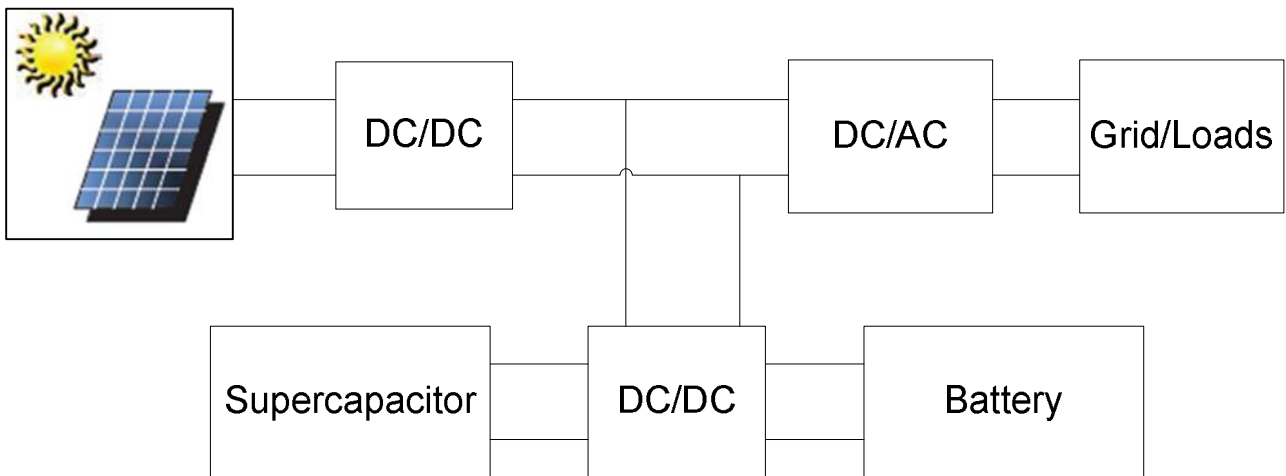 DC/DC
DC/AC
Grid/Loads
Supercapacitor
DC/DC
Battery